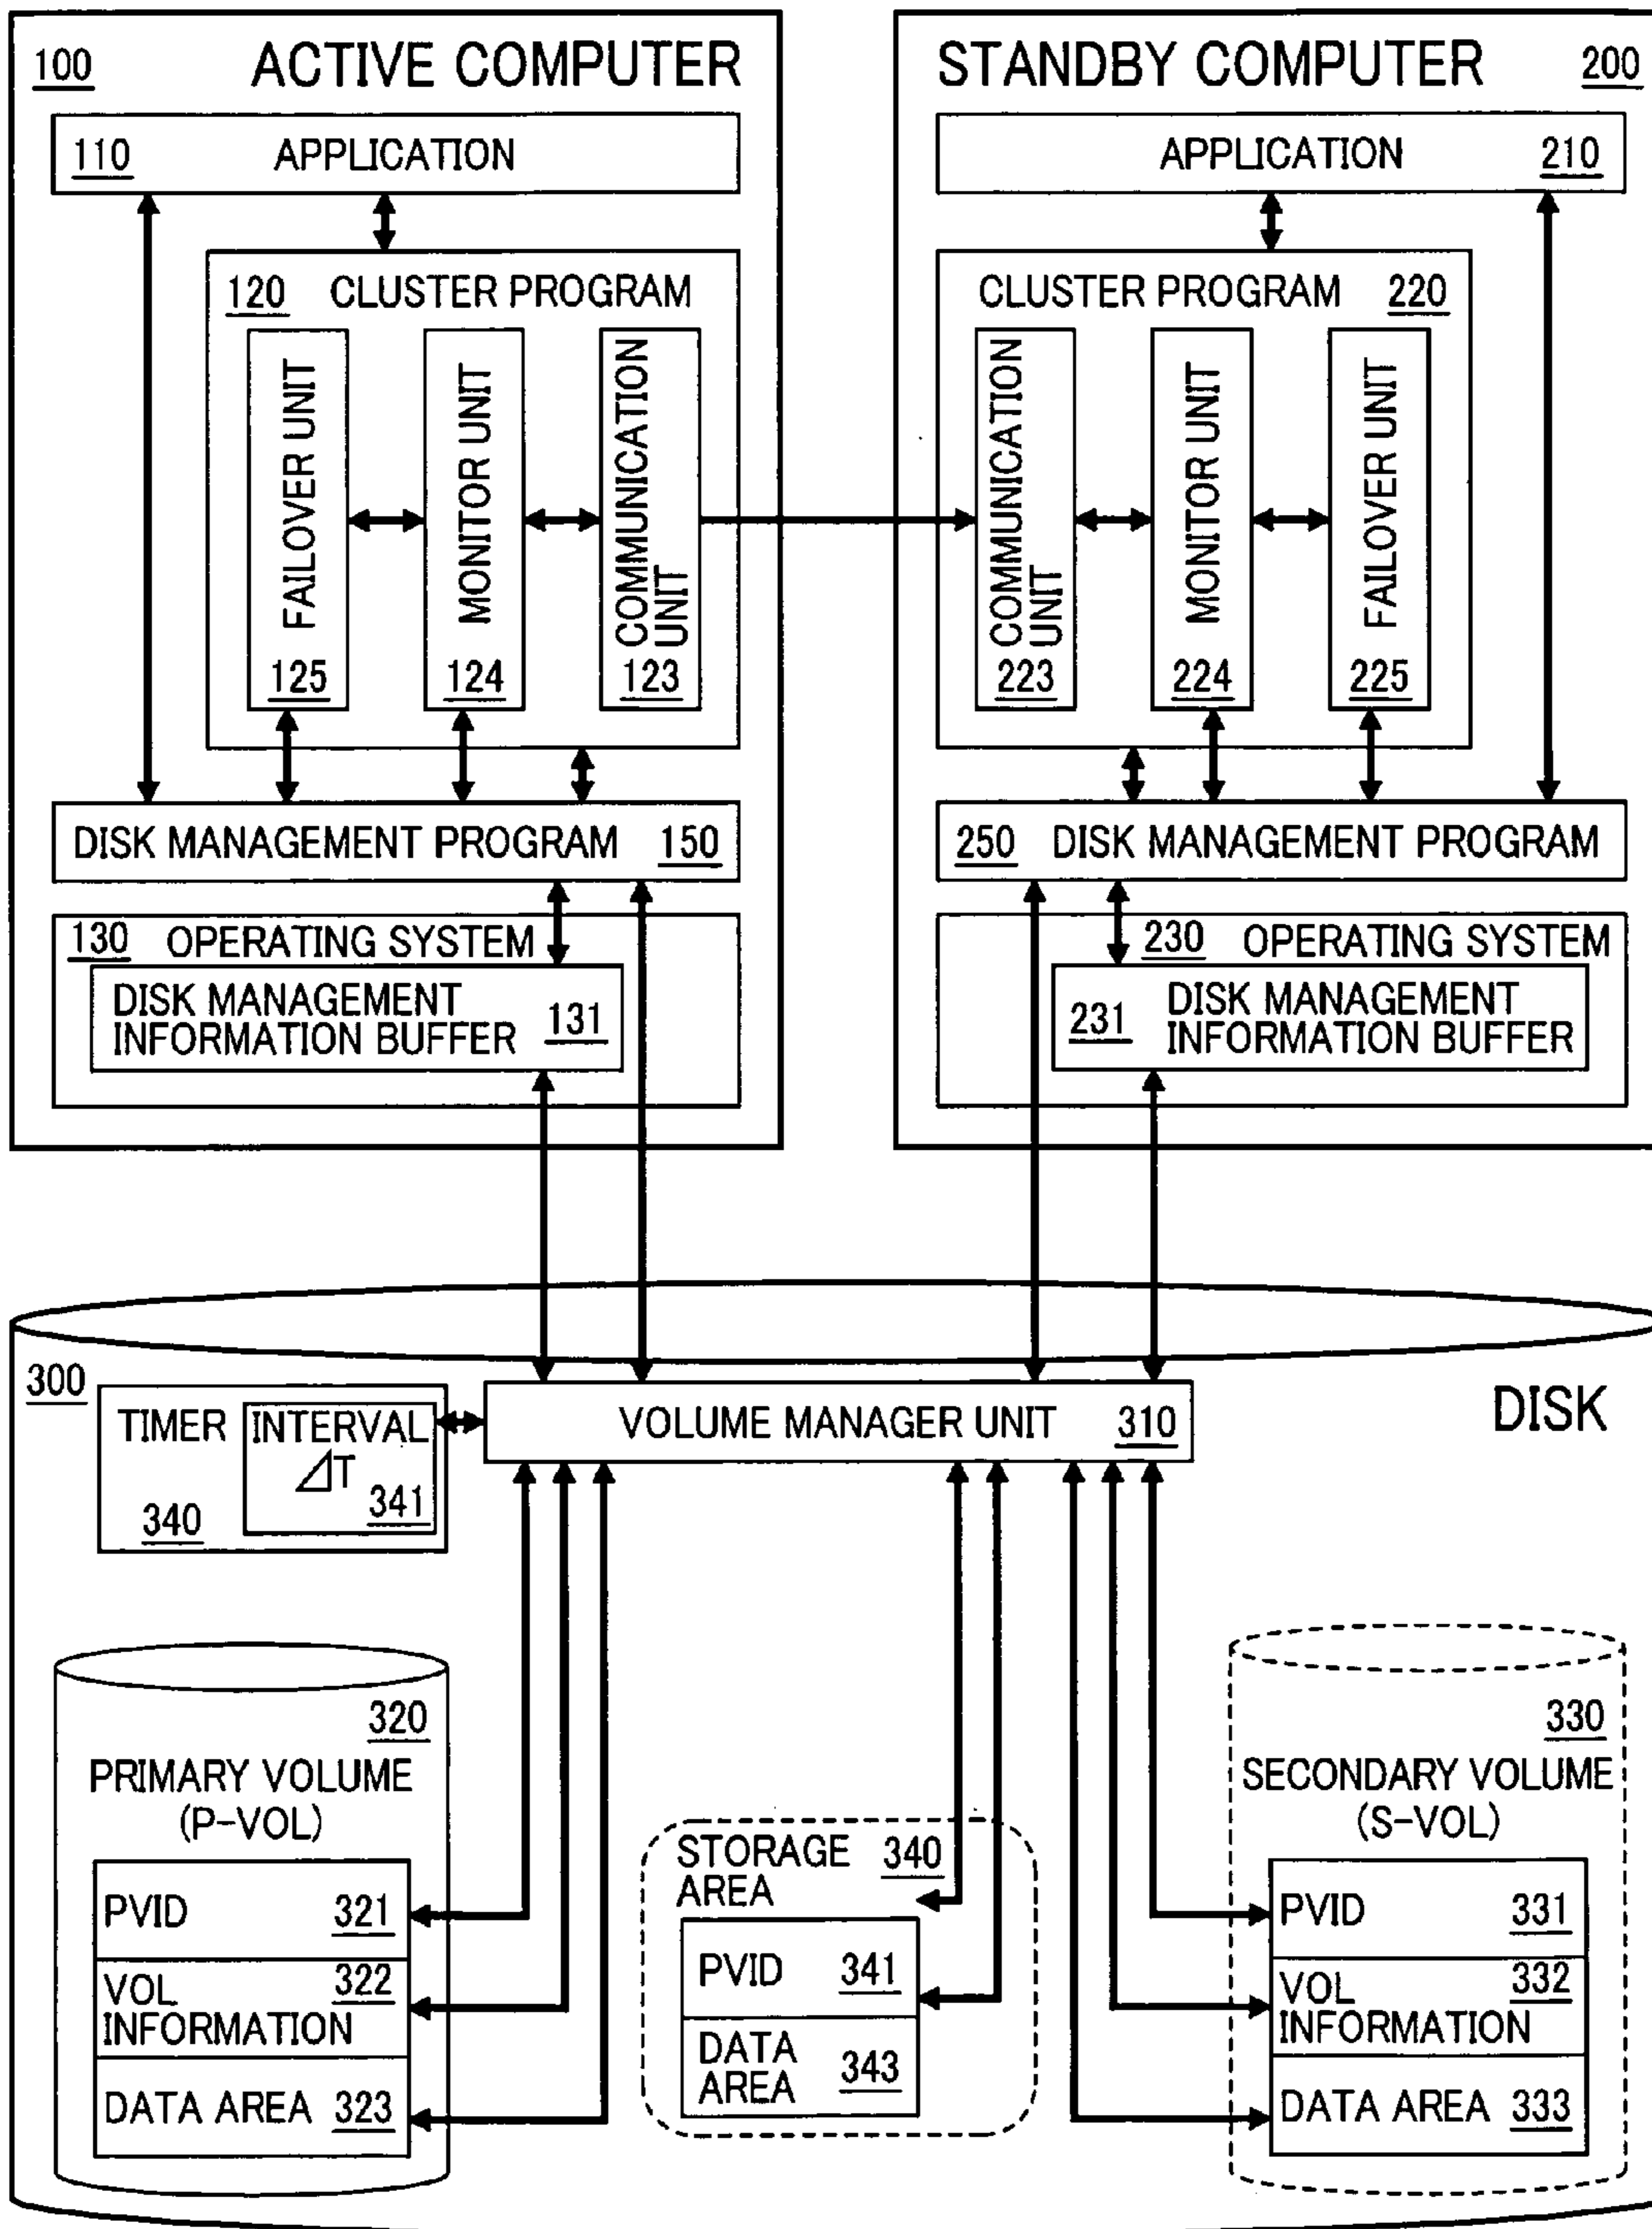 100 ACTIVE COMPUTER
110 APPLICATION
120 CLUSTER PROGRAM
FAILOVER UNIT
125
MONITOR UNIT
124
COMMUNICATION
UNIT
123
DISK MANAGEMENT PROGRAM 150
130 OPERATING SYSTEM
DISK MANAGEMENT
INFORMATION BUFFER 131
STANDBY COMPUTER 200
APPLICATION 210
CLUSTER PROGRAM 220
COMMUNICATION
UNIT
223
MONITOR UNIT
224
FAILOVER UNIT
225
250 DISK MANAGEMENT PROGRAM
230 OPERATING SYSTEM
231 DISK MANAGEMENT
INFORMATION BUFFER
300
DISK
TIMER
340
INTERVAL
⊿T
341
VOLUME MANAGER UNIT 310
320
PRIMARY VOLUME
(P-VOL)
PVID 321
VOL 322
INFORMATION
DATA AREA 323
STORAGE 340
AREA
PVID 341
DATA
AREA 343
330
SECONDARY VOLUME
(S-VOL)
PVID 331
VOL 332
INFORMATION
DATA AREA 333